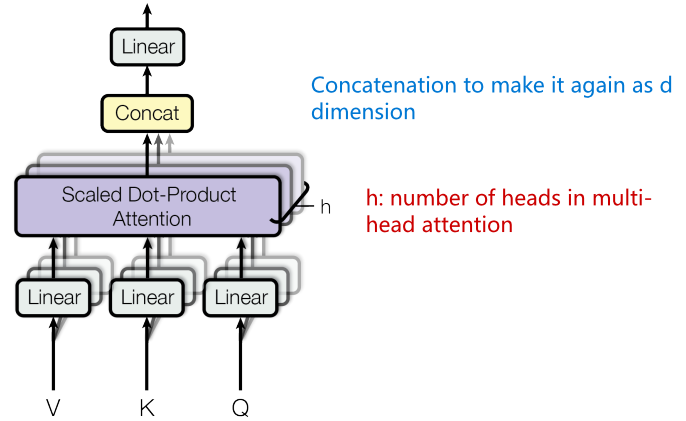 Linear
Concatenation to make it again as d
dimension
Concat
Scaled Dot-Product
Attention
h
h: number of heads in multi-
head attention
Linear
Linear
Linear
V
K
Q